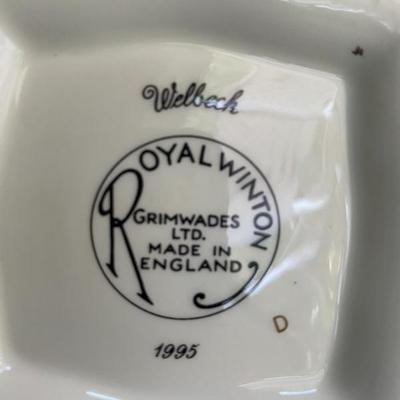 Welbeck
ROYAL WINTON
GRIMWADES
LTD.
MADE IN
ENGLAND
D
1995